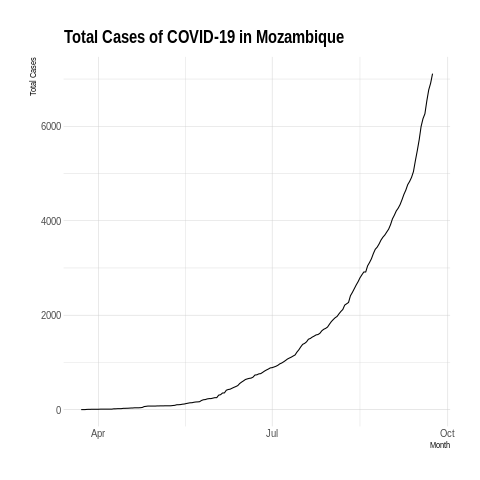 Total Cases of COVID-19 in Mozambique
Total Cases
6000
4000
2000
0
Apr
Jul
Oct
Month